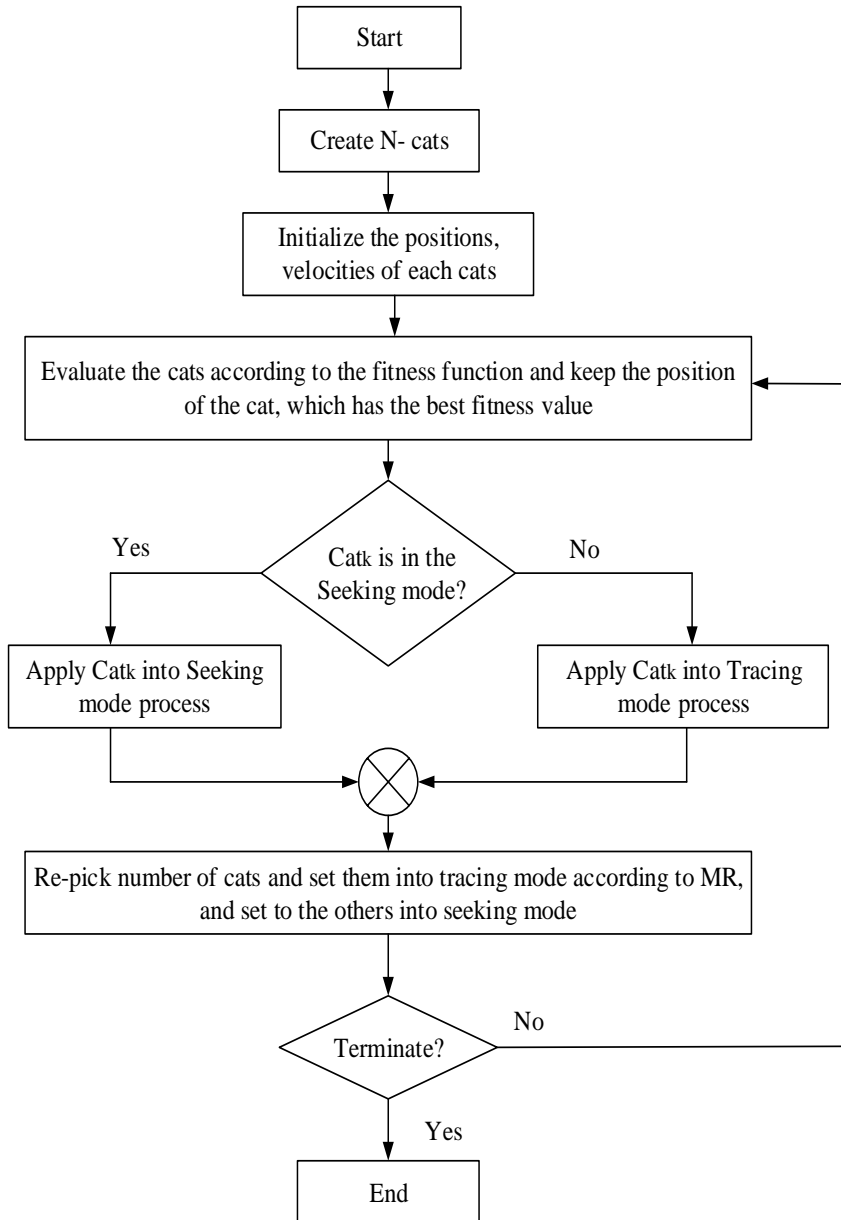 Start
Create N- cats
Initialize the positions,
velocities of each cats
Evaluate the cats according to the fitness function and keep the position
of the cat, which has the best fitness value
Yes
Catk is in the
Seeking mode?
No
Apply Catk into Seeking
mode process
Apply Catk into Tracing
mode process
Re-pick number of cats and set them into tracing mode according to MR,
and set to the others into seeking mode
Terminate?
No
Yes
End